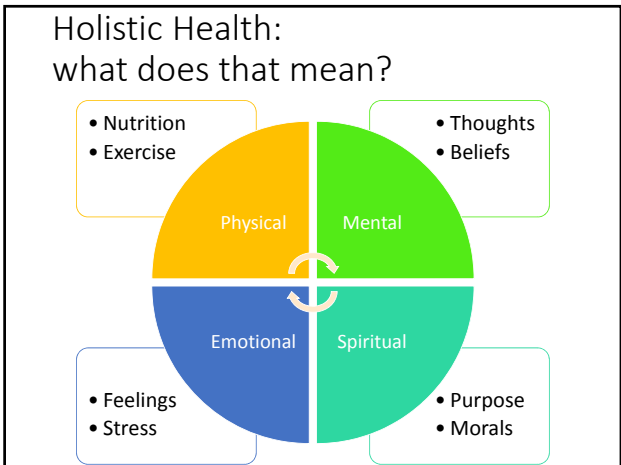 Holistic Health:
what does that mean?
• Nutrition
• Exercise
• Thoughts
• Beliefs
Physical
Mental
Emotional
Spiritual
• Feelings
• Stress
• Purpose
• Morals